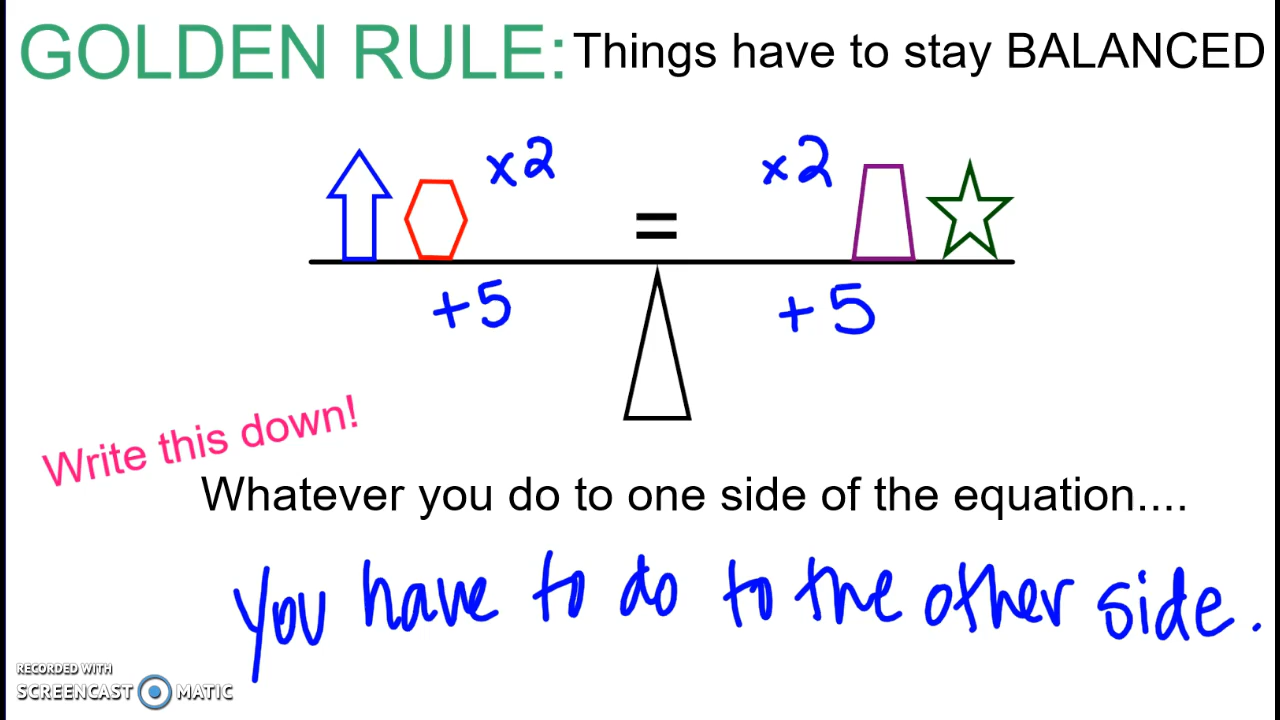 GOLDEN RULE: Things have to stay BALANCED
x2 x2
=
+5 +5
Write this down!
Whatever you do to one side of the equation....
you have to do to the other side.
RECORDED WITH
SCREENCAST MATIC